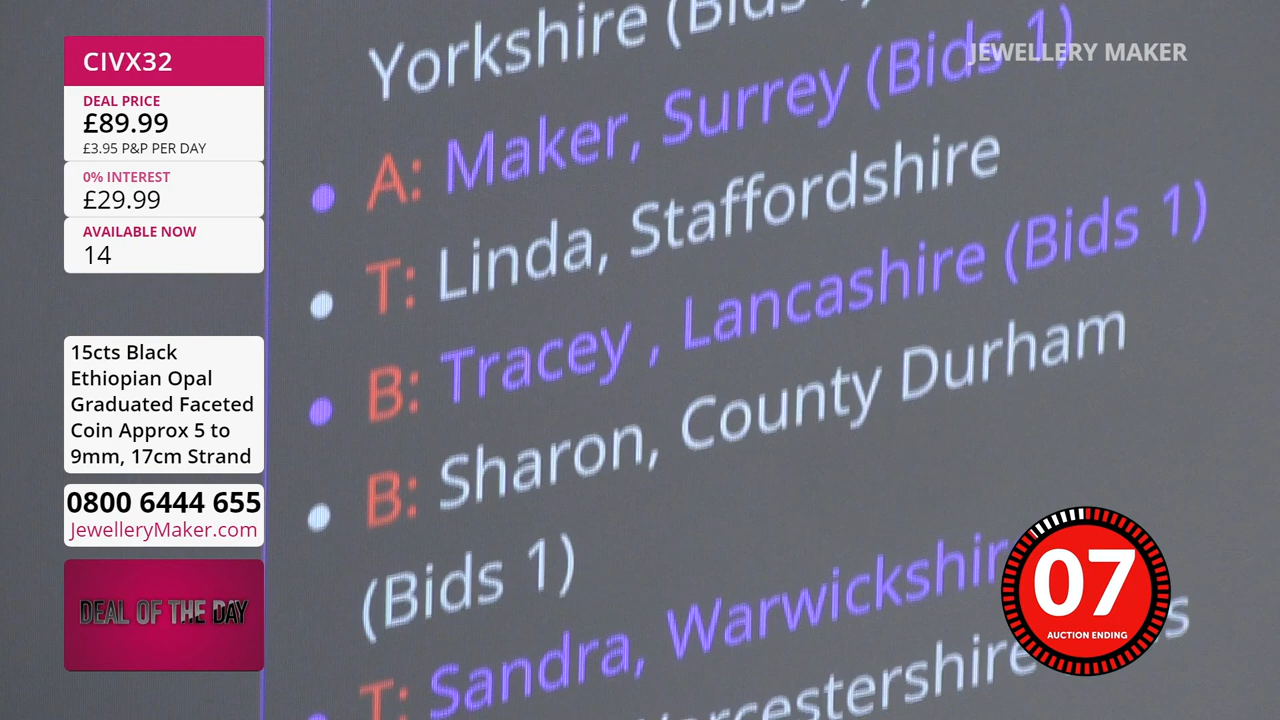 CIVX32
DEAL PRICE
£89.99
£3.95 P&P PER DAY
0% INTEREST
£29.99
AVAILABLE NOW
14
15cts Black
Ethiopian Opal
Graduated Faceted
Coin Approx 5 to
9mm, 17cm Strand
0800 6444 655
JewelleryMaker.com
DEAL OF THE DAY
JEWELLERY MAKER
Yorkshire (Bids
A: Maker, Surrey (Bids 1)
T: Linda, Staffordshire
B: Tracey , Lancashire (Bids 1)
B: Sharon, County Durham
(Bids 1)
T: Sandra, Warwickshir
07
AUCTION ENDING